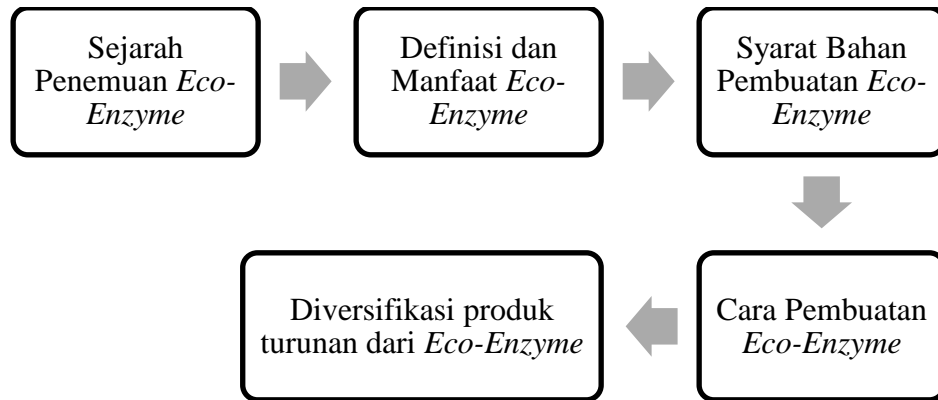 Sejarah
Penemuan Eco-
Enzyme
Definisi dan
Manfaat Eco-
Enzyme
Syarat Bahan
Pembuatan Eco-
Enzyme
Cara Pembuatan
Eco-Enzyme
Diversifikasi produk
turunan dari Eco-Enzyme